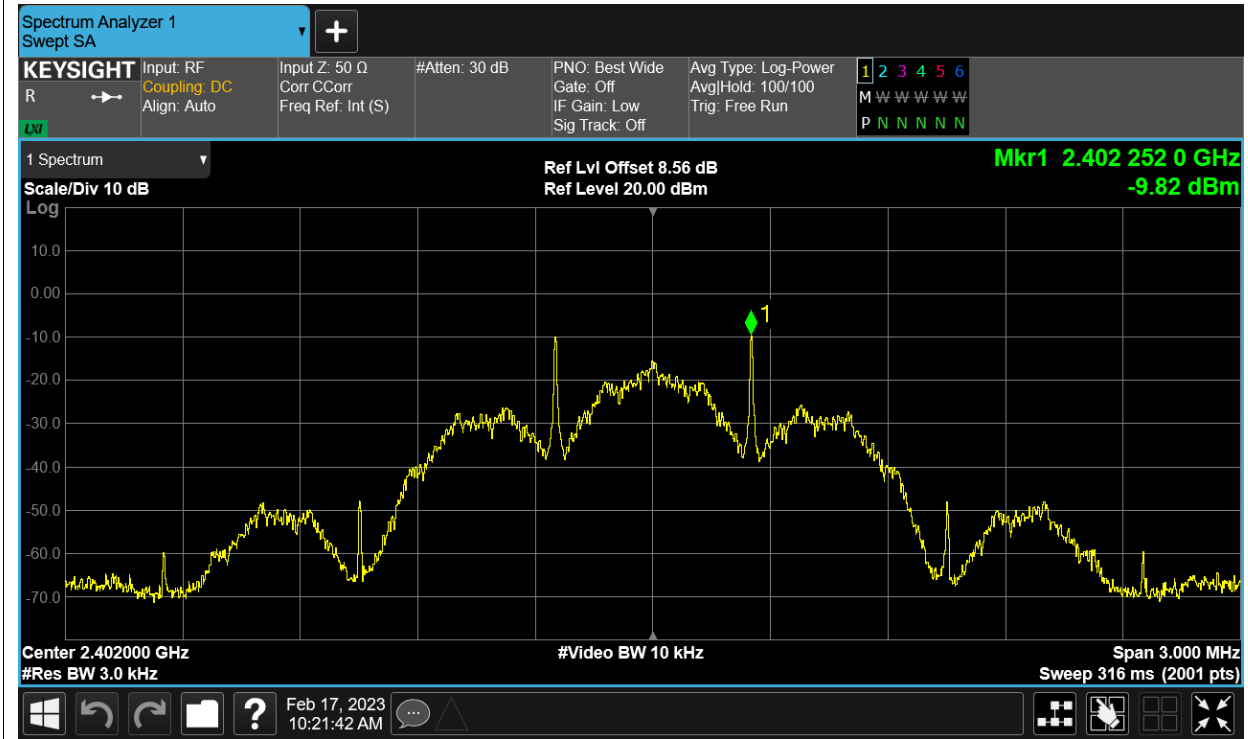 Spectrum Analyzer 1
Swept SA
+
KEYSIGHT
R
LXI
Input: RF
Coupling: DC
Align: Auto
Input Z: 50 Ω
Corr CCorr
Freq Ref: Int (S)
#Atten: 30 dB
PNO: Best Wide
Gate: Off
IF Gain: Low
Sig Track: Off
Avg Type: Log-Power
Avg|Hold: 100/100
Trig: Free Run
1 2 3 4 5 6
M W W W W W
P N N N N N
1 Spectrum
Scale/Div 10 dB
Log
Ref Lvl Offset 8.56 dB
Ref Level 20.00 dBm
Mkr1 2.402 252 0 GHz
-9.82 dBm
10.0
0.00
-10.0
-20.0
-30.0
-40.0
-50.0
-60.0
-70.0
1
Center 2.402000 GHz
#Res BW 3.0 kHz
#Video BW 10 kHz
Span 3.000 MHz
Sweep 316 ms (2001 pts)
?
Feb 17, 2023
10:21:42 AM